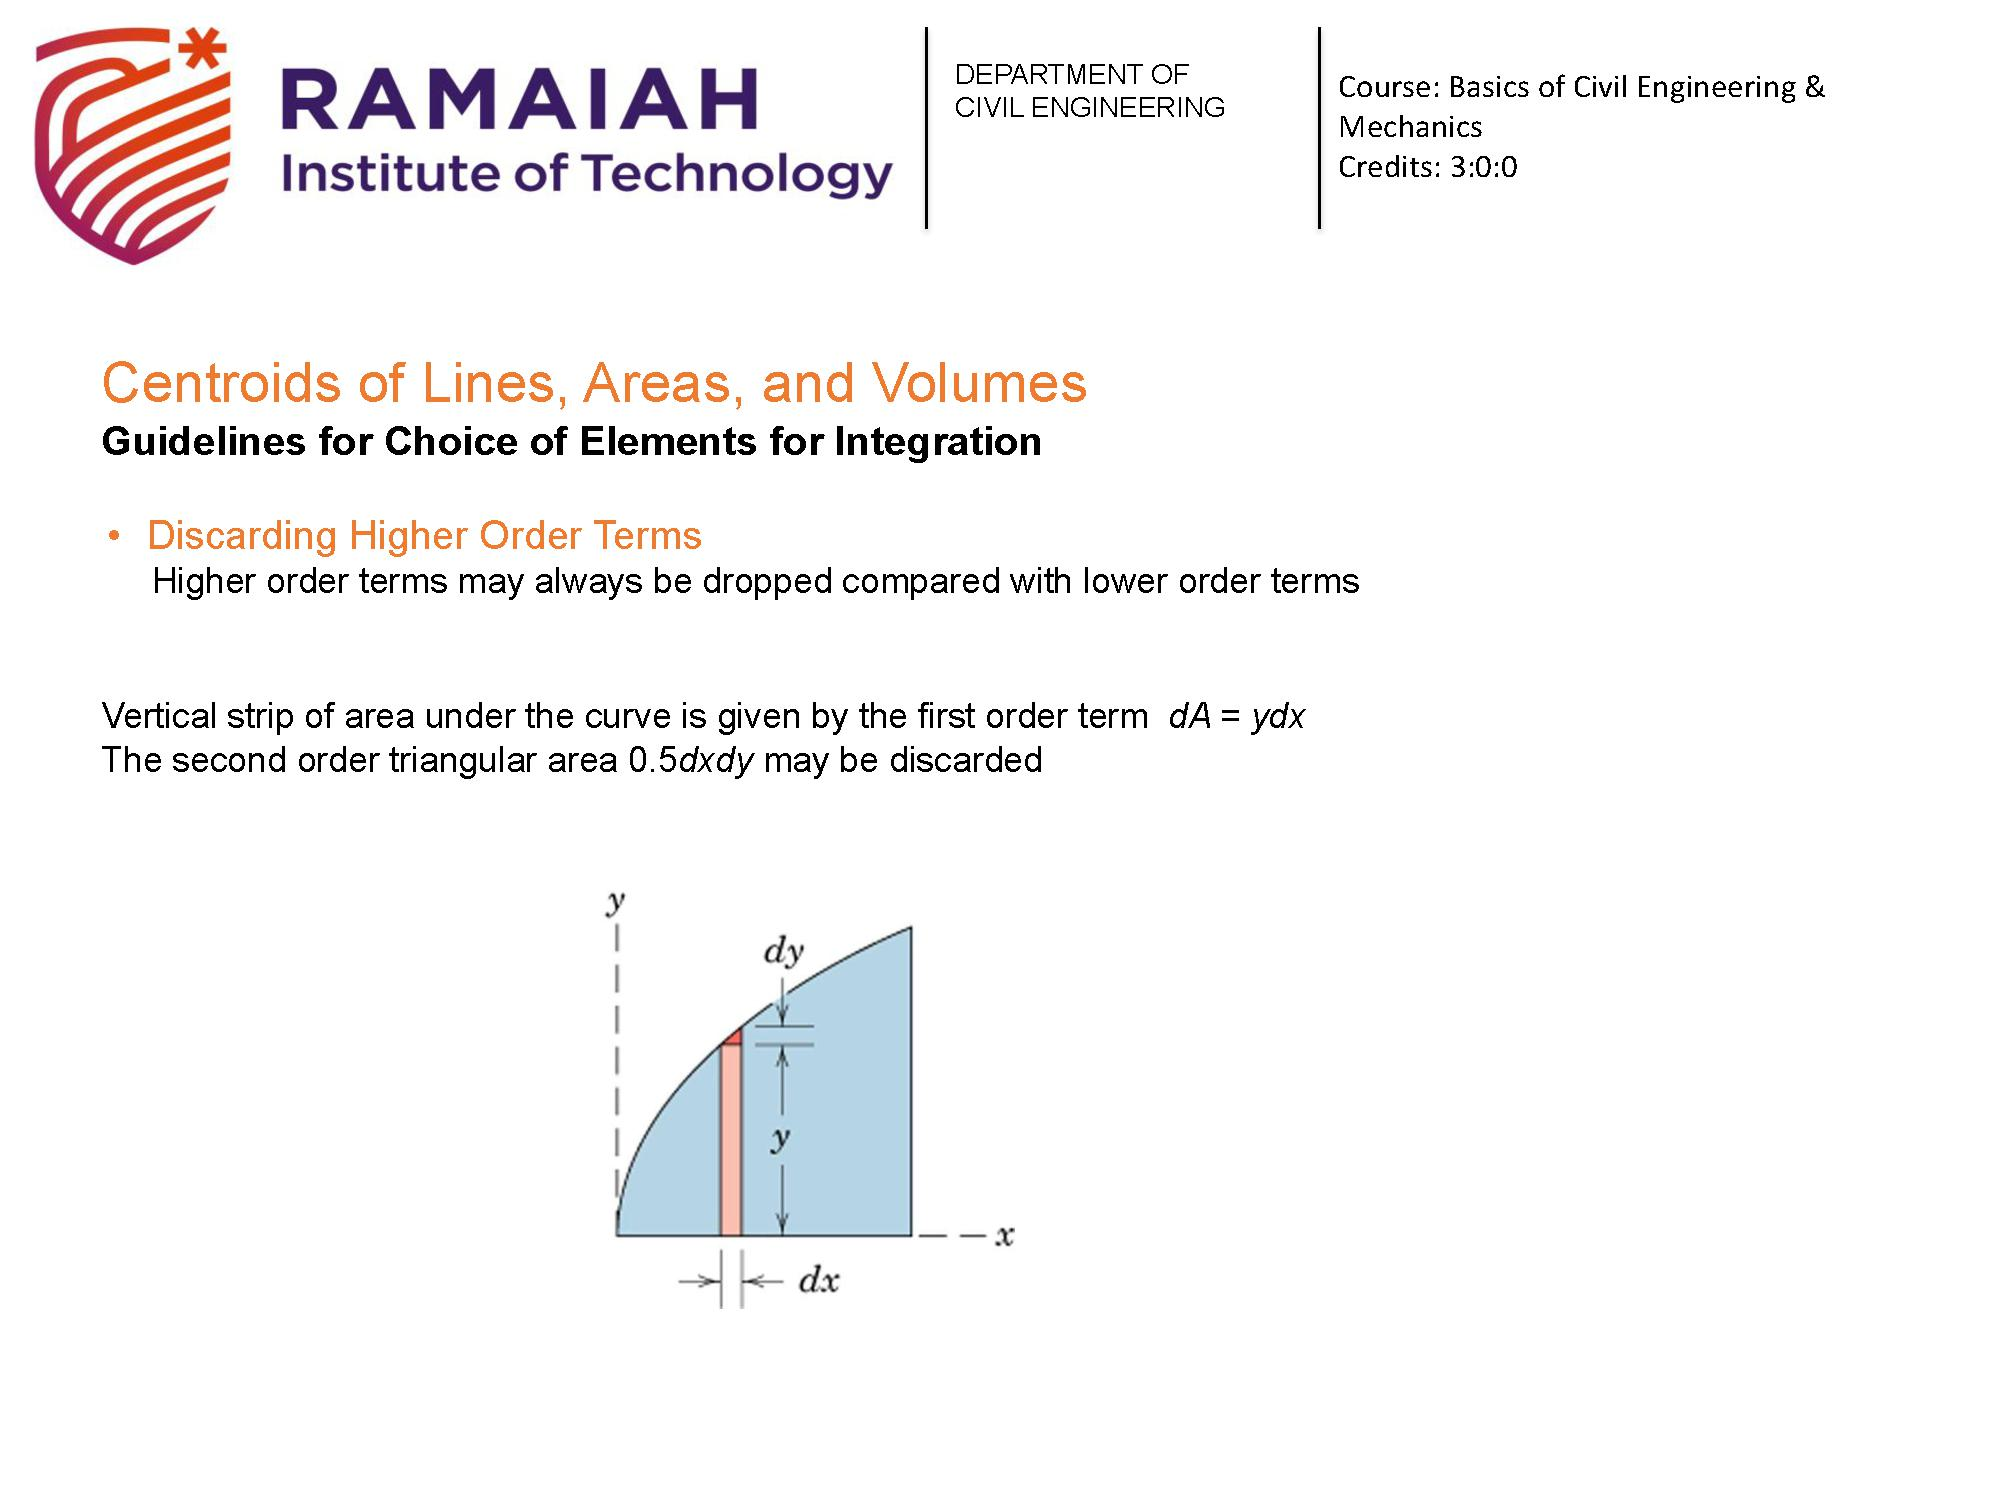 RAMAIAH
Institute of Technology
DEPARTMENT OF
CIVIL ENGINEERING
Course: Basics of Civil Engineering &
Mechanics
Credits: 3:0:0
Centroids of Lines, Areas, and Volumes
Guidelines for Choice of Elements for Integration
• Discarding Higher Order Terms
Higher order terms may always be dropped compared with lower order terms
Vertical strip of area under the curve is given by the first order term dA = ydx
The second order triangular area 0.5dxdy may be discarded
y
dy
y
x
dx